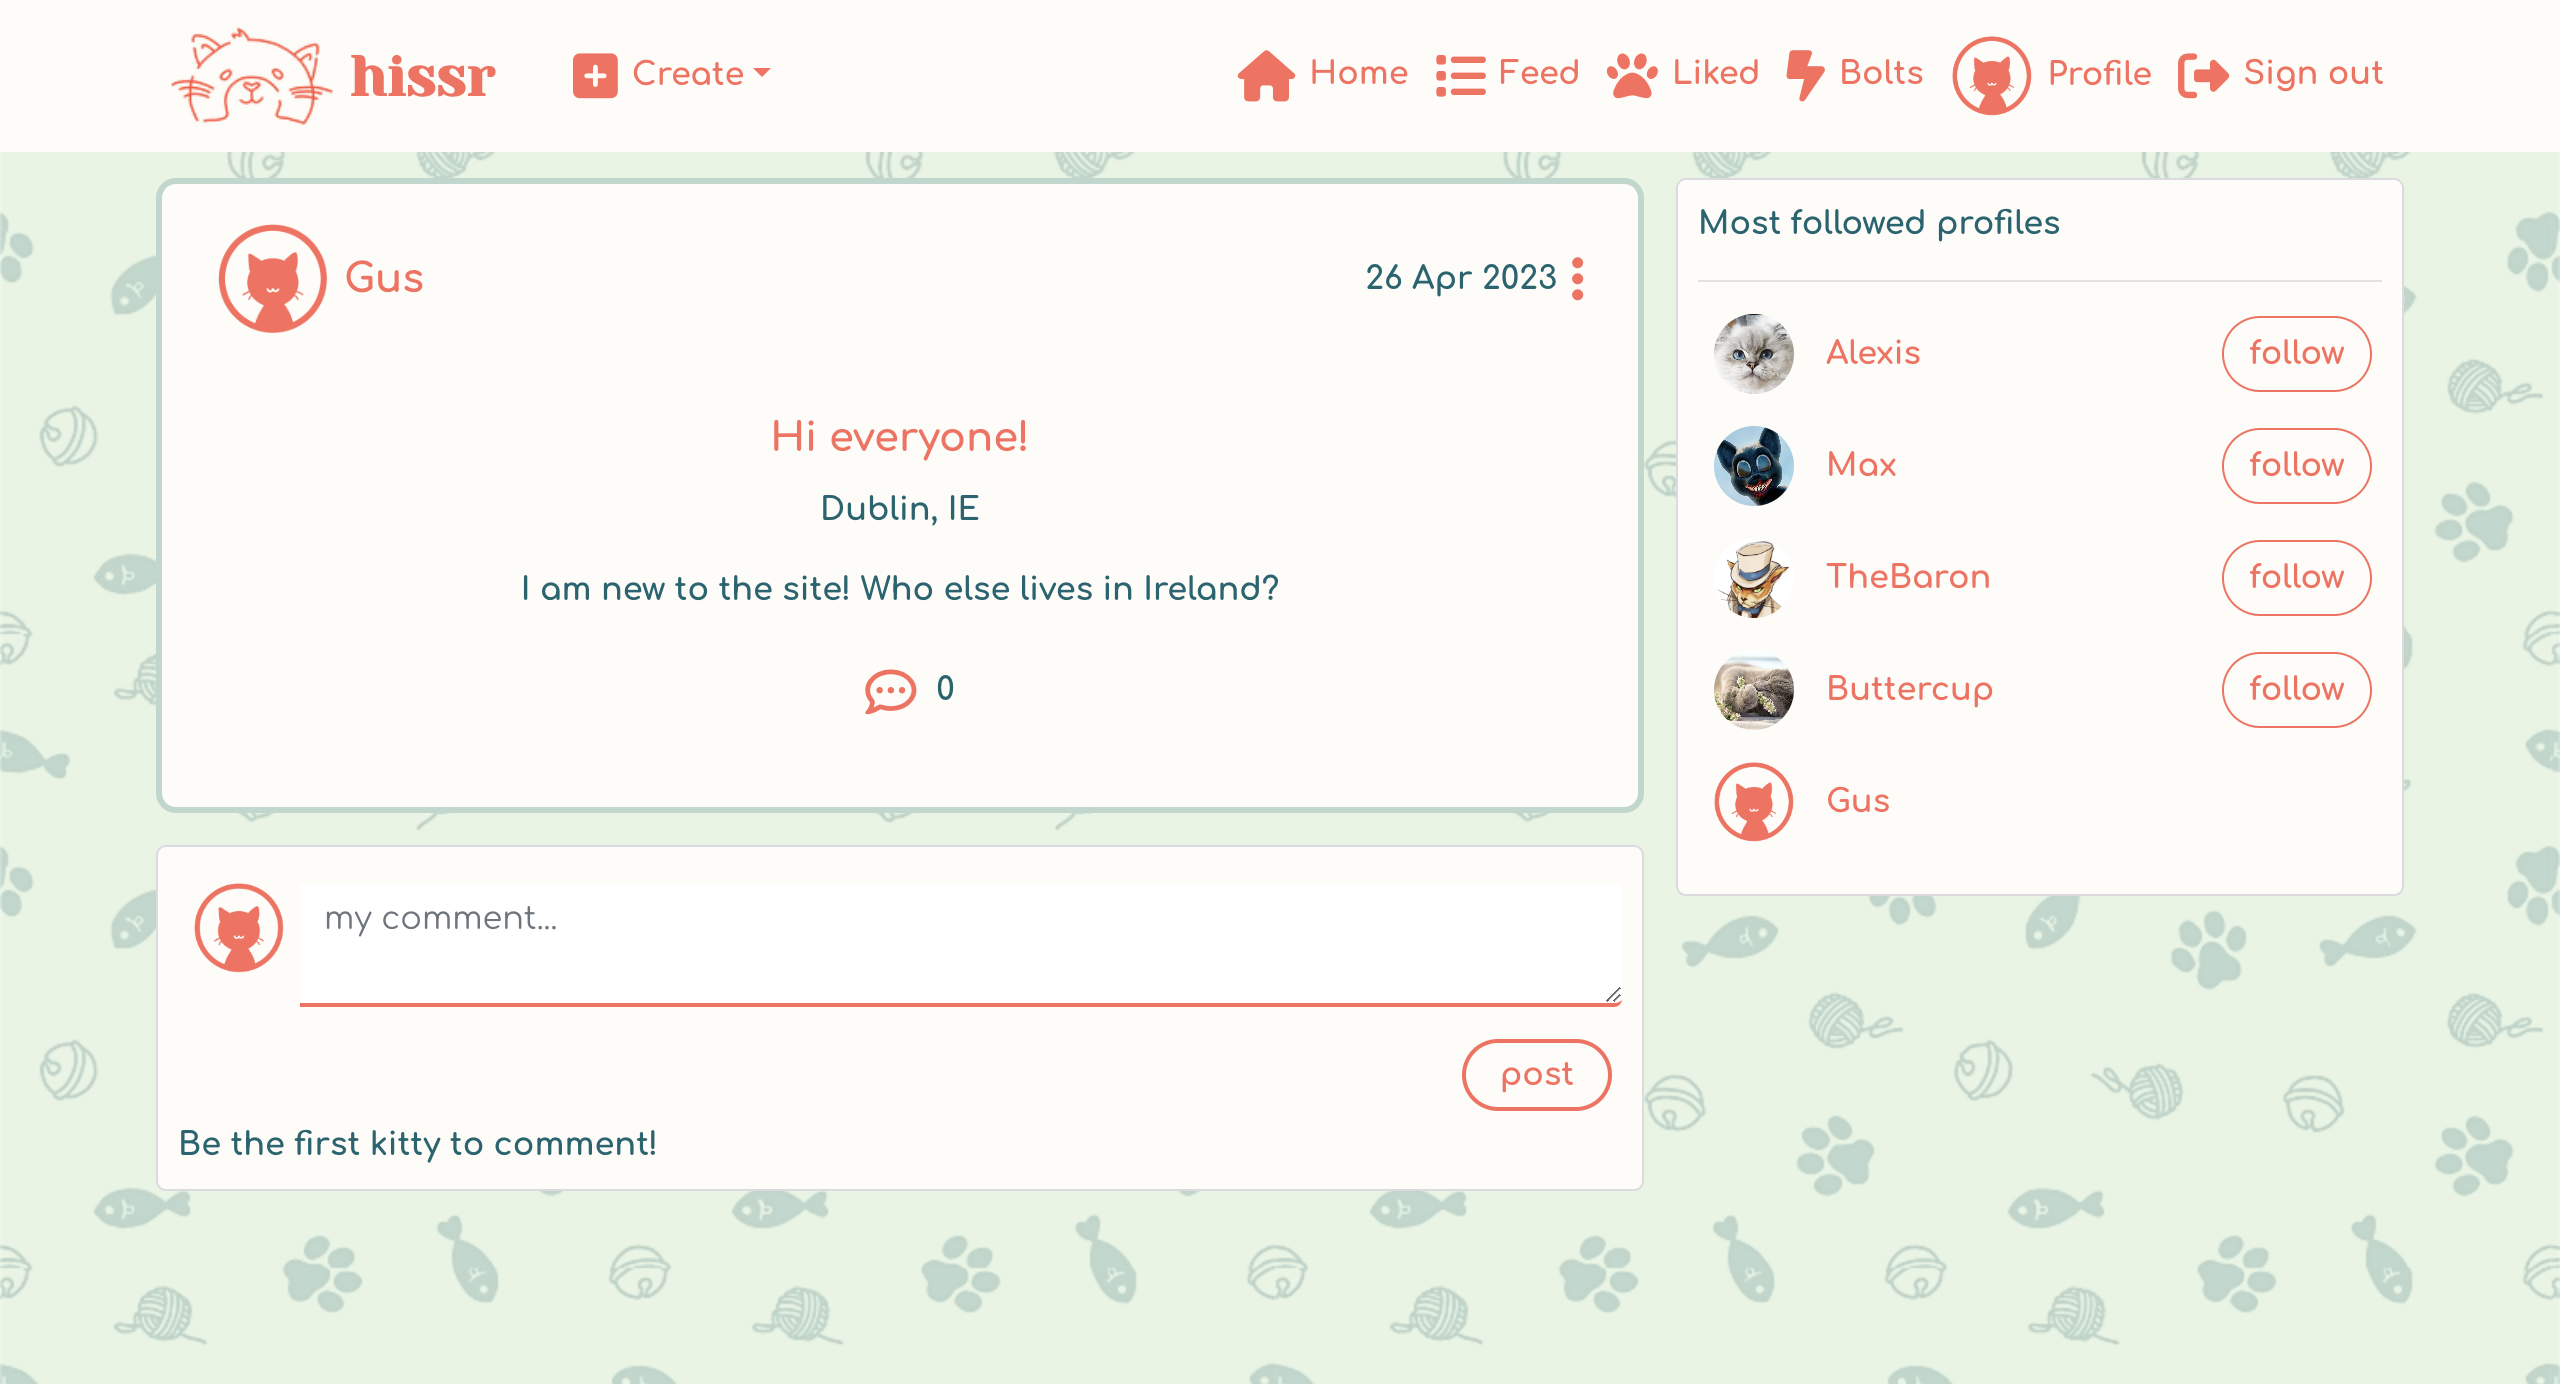 hissr
Create
Home
Feed
Liked
Bolts
Profile
Sign out
Gus
26 Apr 2023
Hi everyone!
Dublin, IE
I am new to the site! Who else lives in Ireland?
0
my comment...
post
Be the first kitty to comment!
Most followed profiles
Alexis
follow
Max
follow
TheBaron
follow
Buttercup
follow
Gus